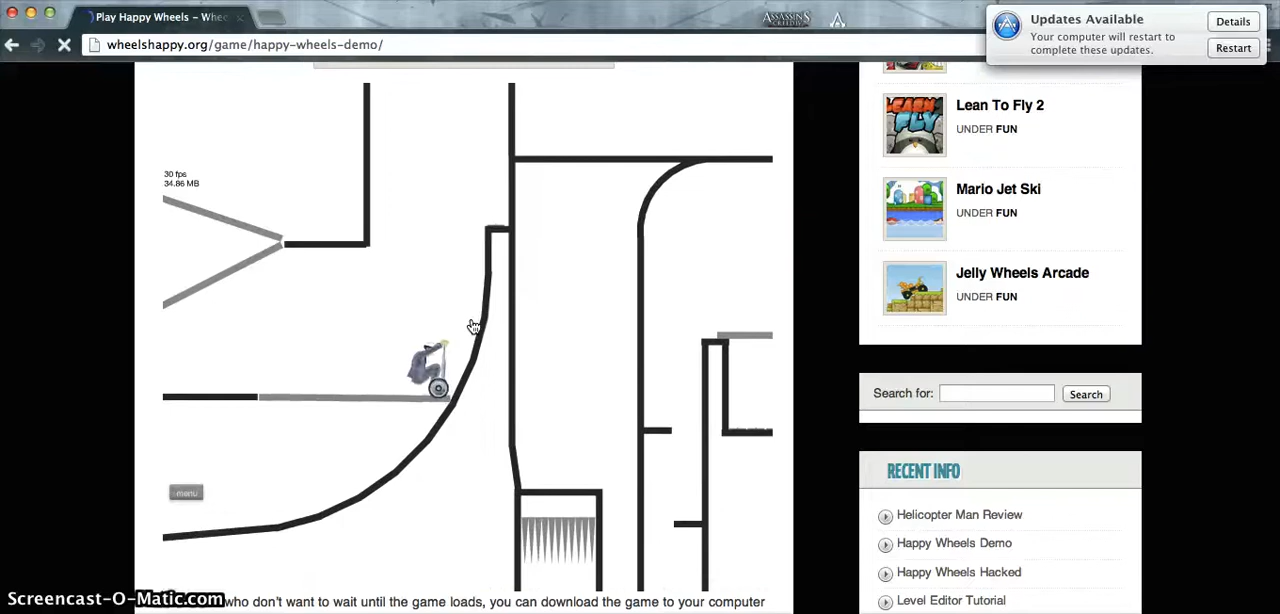 Play Happy Wheels – Whee
ASSASSINS
Updates Available
Your computer will restart to
complete these updates.
Details
Restart
wheelshappy.org/game/happy-wheels-demo/
30 fps
34.86 MB
menu
LEARN
FLY
Lean To Fly 2
UNDER FUN
Mario Jet Ski
UNDER FUN
Jelly Wheels Arcade
UNDER FUN
Search for:
Search
RECENT INFO
Helicopter Man Review
Happy Wheels Demo
Happy Wheels Hacked
Level Editor Tutorial
Screencast-O-Matic.com
who don't want to wait until the game loads, you can download the game to your computer